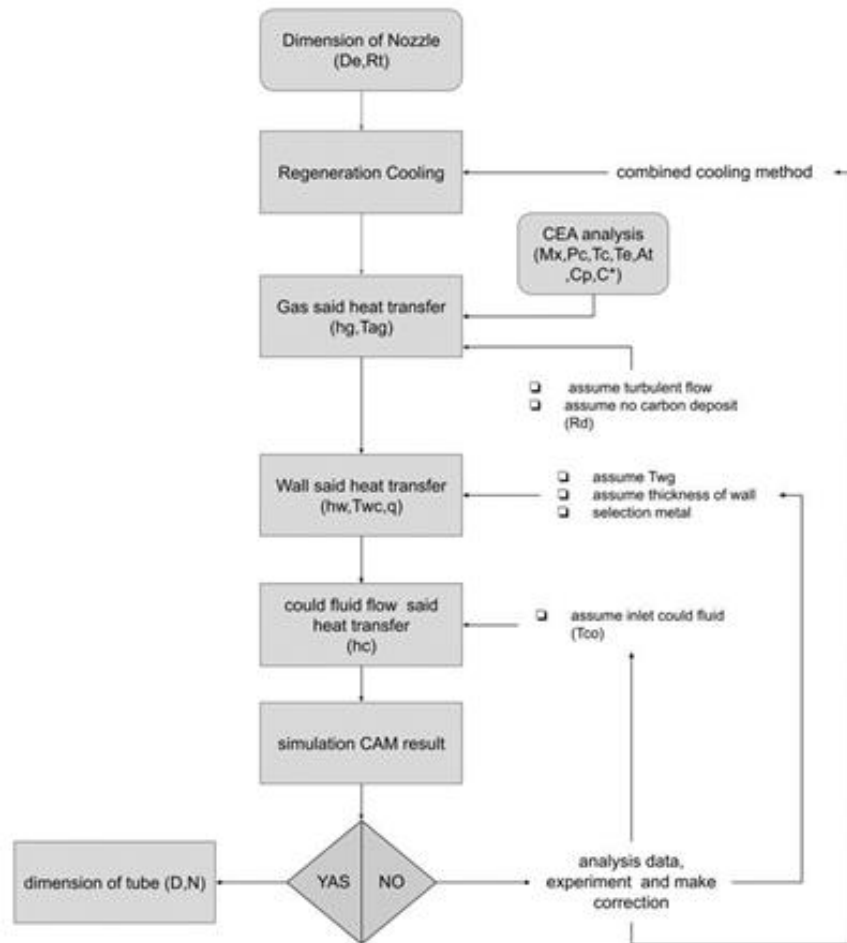 Dimension of Nozzle
(De,Rt)
Regeneration Cooling
combined cooling method
CEA analysis
(Mx,Pc,Tc,Te,At
,Cp,C*)
Gas said heat transfer
(hg,Tag)
❑ assume turbulent flow
❑ assume no carbon deposit
(Rd)
Wall said heat transfer
(hw,Twc,q)
❑ assume Twg
❑ assume thickness of wall
❑ selection metal
could fluid flow said
heat transfer
(hc)
❑ assume inlet could fluid
(Tco)
simulation CAM result
dimension of tube (D,N)
YAS
NO
analysis data,
experiment and make
correction